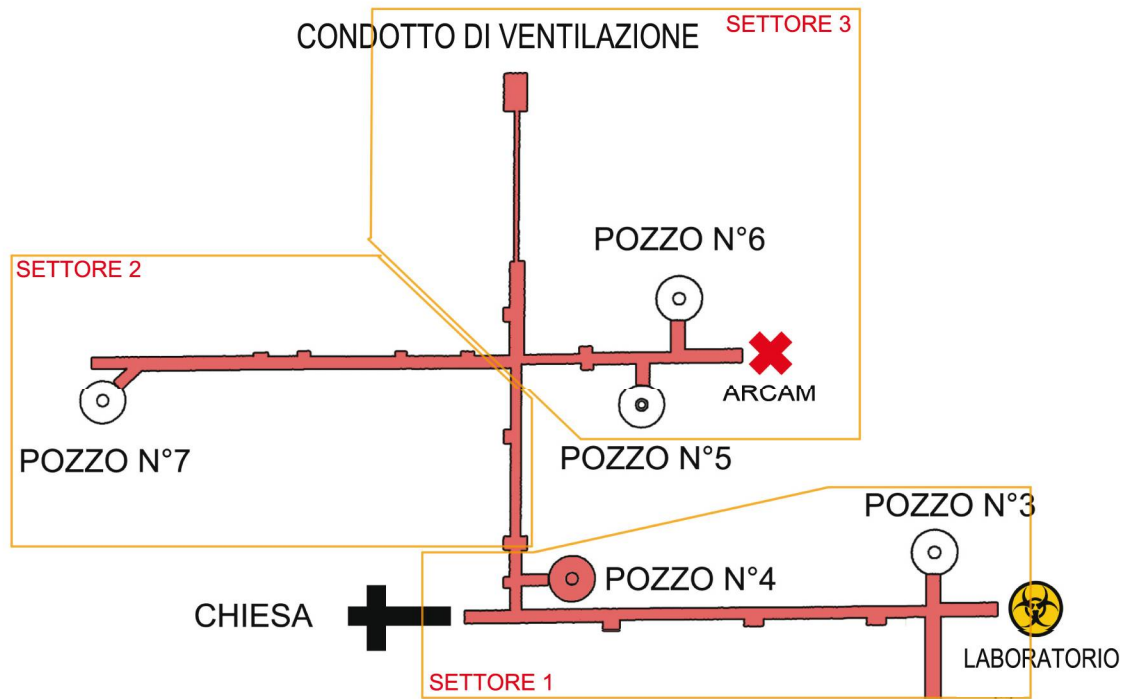 CONDOTTO DI VENTILAZIONE
SETTORE 3
POZZO N°6
SETTORE 2
ARCAM
POZZO N°7
POZZO N°5
POZZO N°3
POZZO N°4
CHIESA
LABORATORIO
SETTORE 1